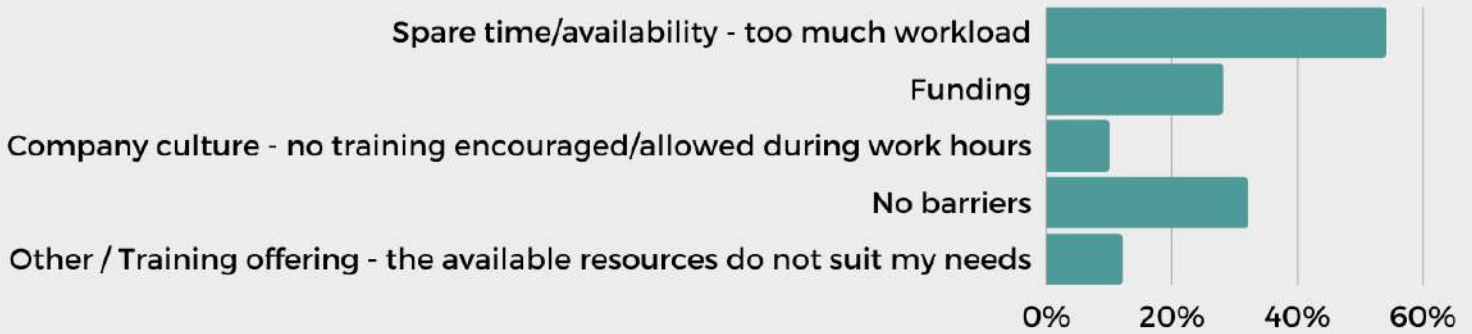 Spare time/availability - too much workload
Funding
Company culture - no training encouraged/allowed during work hours
No barriers
Other / Training offering - the available resources do not suit my needs
0% 20% 40% 60%